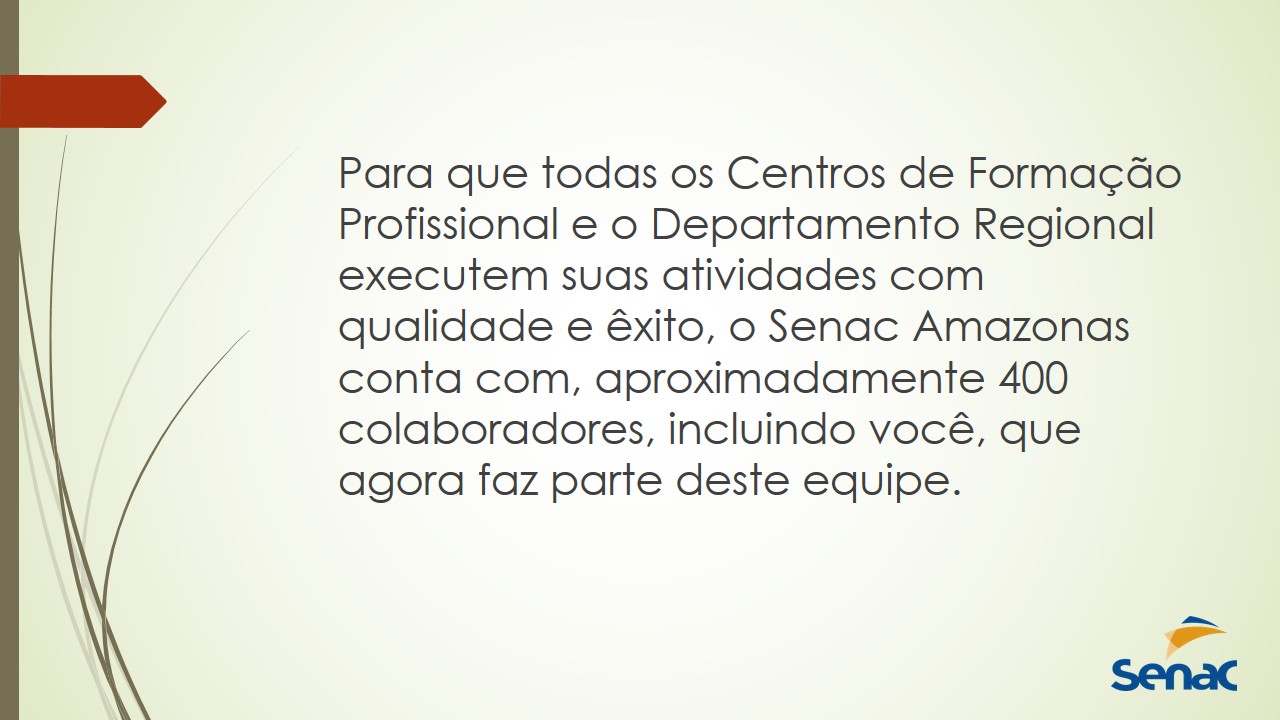 Para que todas os Centros de Formação
Profissional e o Departamento Regional
executem suas atividades com
qualidade e êxito, o Senac Amazonas
conta com, aproximadamente 400
colaboradores, incluindo você, que
agora faz parte deste equipe.
Senac